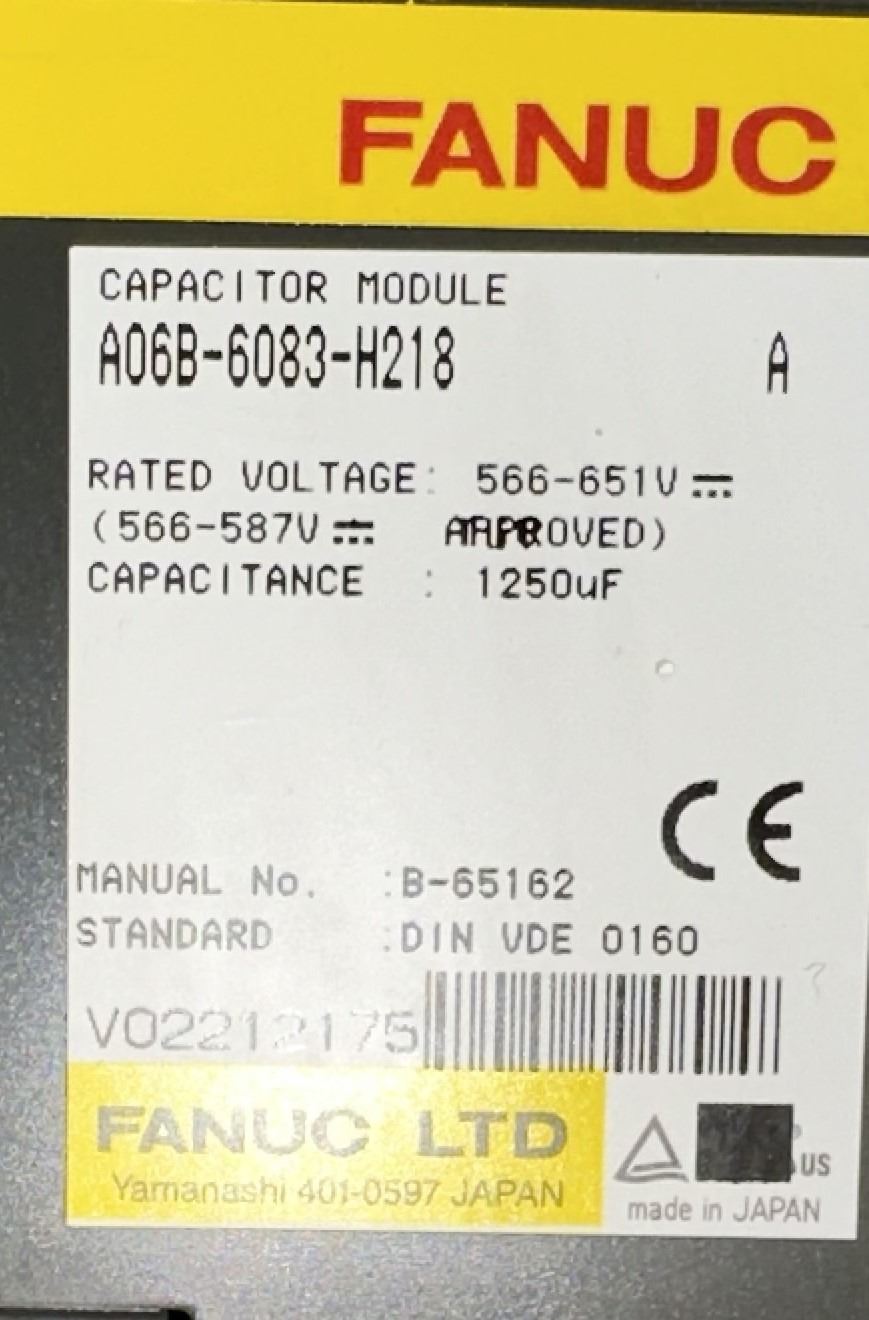 FANUC
CAPACITOR MODULE
A06B-6083-H218 A
RATED VOLTAGE: 566-651V⎓
(566-587V⎓ APPROVED)
CAPACITANCE : 1250uF
CE
MANUAL No. :B-65162
STANDARD :DIN VDE 0160
V02212175
FANUC LTD
Yamanashi 401-0597 JAPAN
US
made in JAPAN